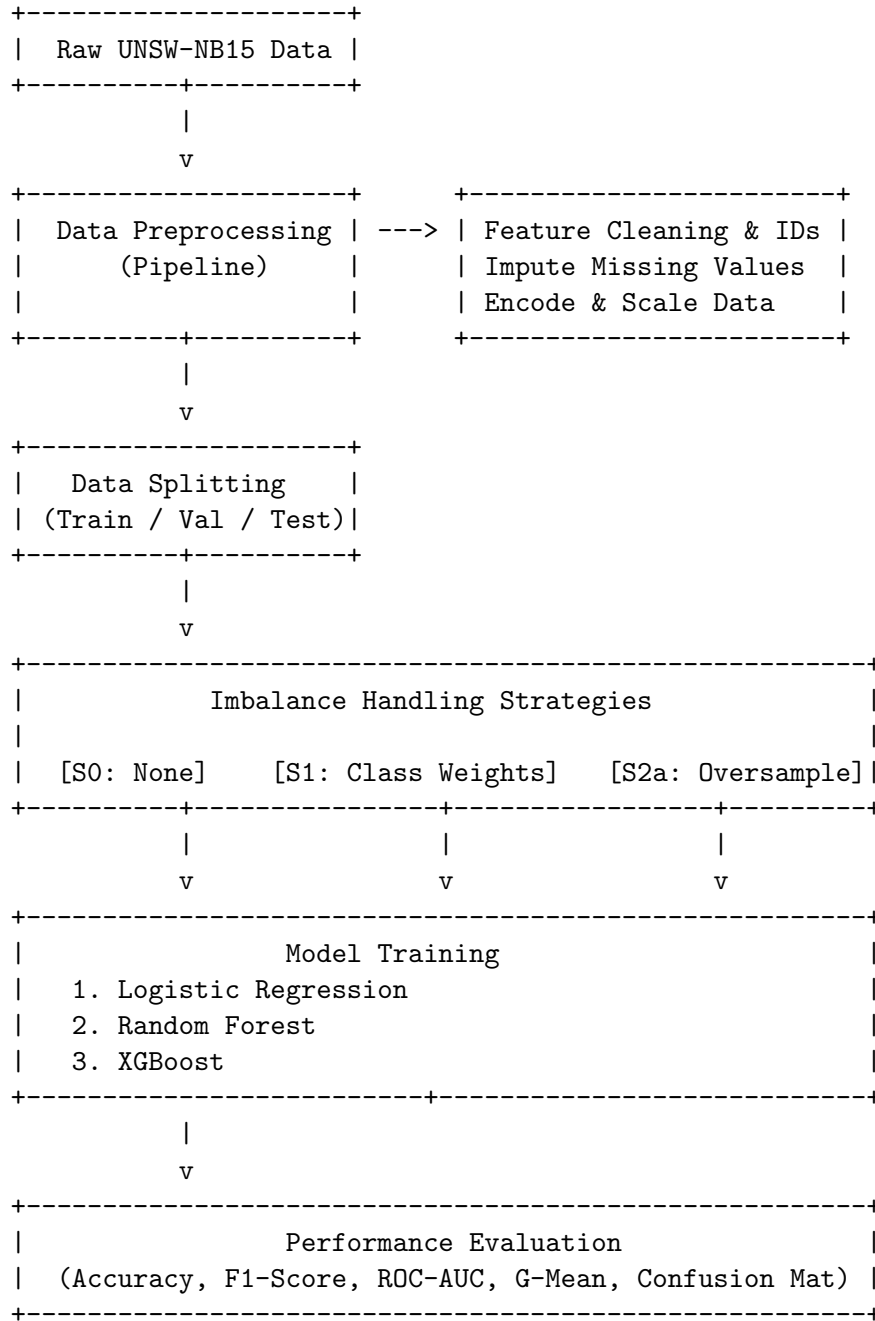 Raw UNSW-NB15 Data
v
Data Preprocessing ---> Feature Cleaning & IDs
(Pipeline) Impute Missing Values
Encode & Scale Data
v
Data Splitting
(Train / Val / Test)
v
Imbalance Handling Strategies
[S0: None] [S1: Class Weights] [S2a: Oversample]
v v v
Model Training
1. Logistic Regression
2. Random Forest
3. XGBoost
v
Performance Evaluation
(Accuracy, F1-Score, ROC-AUC, G-Mean, Confusion Mat)